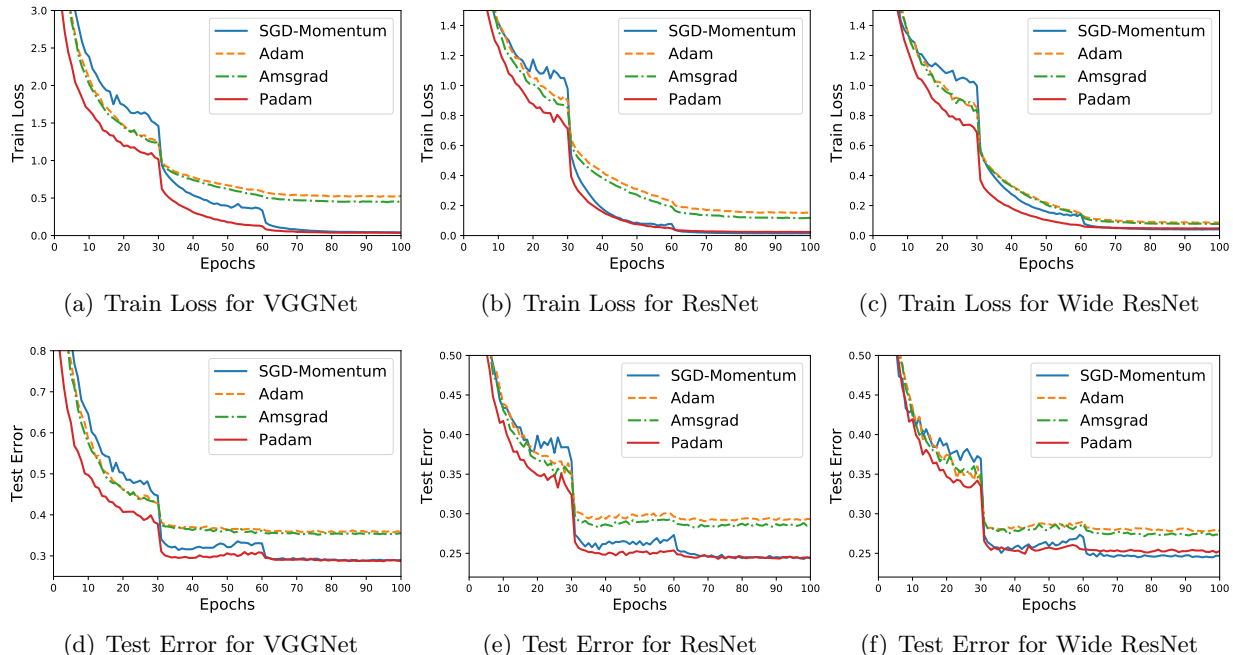 3.0
2.5
2.0
1.5
1.0
0.5
0.0
Train Loss
SGD-Momentum
Adam
Amsgrad
Padam
0 10 20 30 40 50 60 70 80 90 100
Epochs
(a) Train Loss for VGGNet
1.4
1.2
1.0
0.8
0.6
0.4
0.2
0.0
Train Loss
SGD-Momentum
Adam
Amsgrad
Padam
0 10 20 30 40 50 60 70 80 90 100
Epochs
(b) Train Loss for ResNet
1.4
1.2
1.0
0.8
0.6
0.4
0.2
0.0
Train Loss
SGD-Momentum
Adam
Amsgrad
Padam
0 10 20 30 40 50 60 70 80 90 100
Epochs
(c) Train Loss for Wide ResNet
0.8
0.7
0.6
0.5
0.4
0.3
Test Error
SGD-Momentum
Adam
Amsgrad
Padam
0 10 20 30 40 50 60 70 80 90 100
Epochs
(d) Test Error for VGGNet
0.50
0.45
0.40
0.35
0.30
0.25
Test Error
SGD-Momentum
Adam
Amsgrad
Padam
0 10 20 30 40 50 60 70 80 90 100
Epochs
(e) Test Error for ResNet
0.50
0.45
0.40
0.35
0.30
0.25
Test Error
SGD-Momentum
Adam
Amsgrad
Padam
0 10 20 30 40 50 60 70 80 90 100
Epochs
(f) Test Error for Wide ResNet